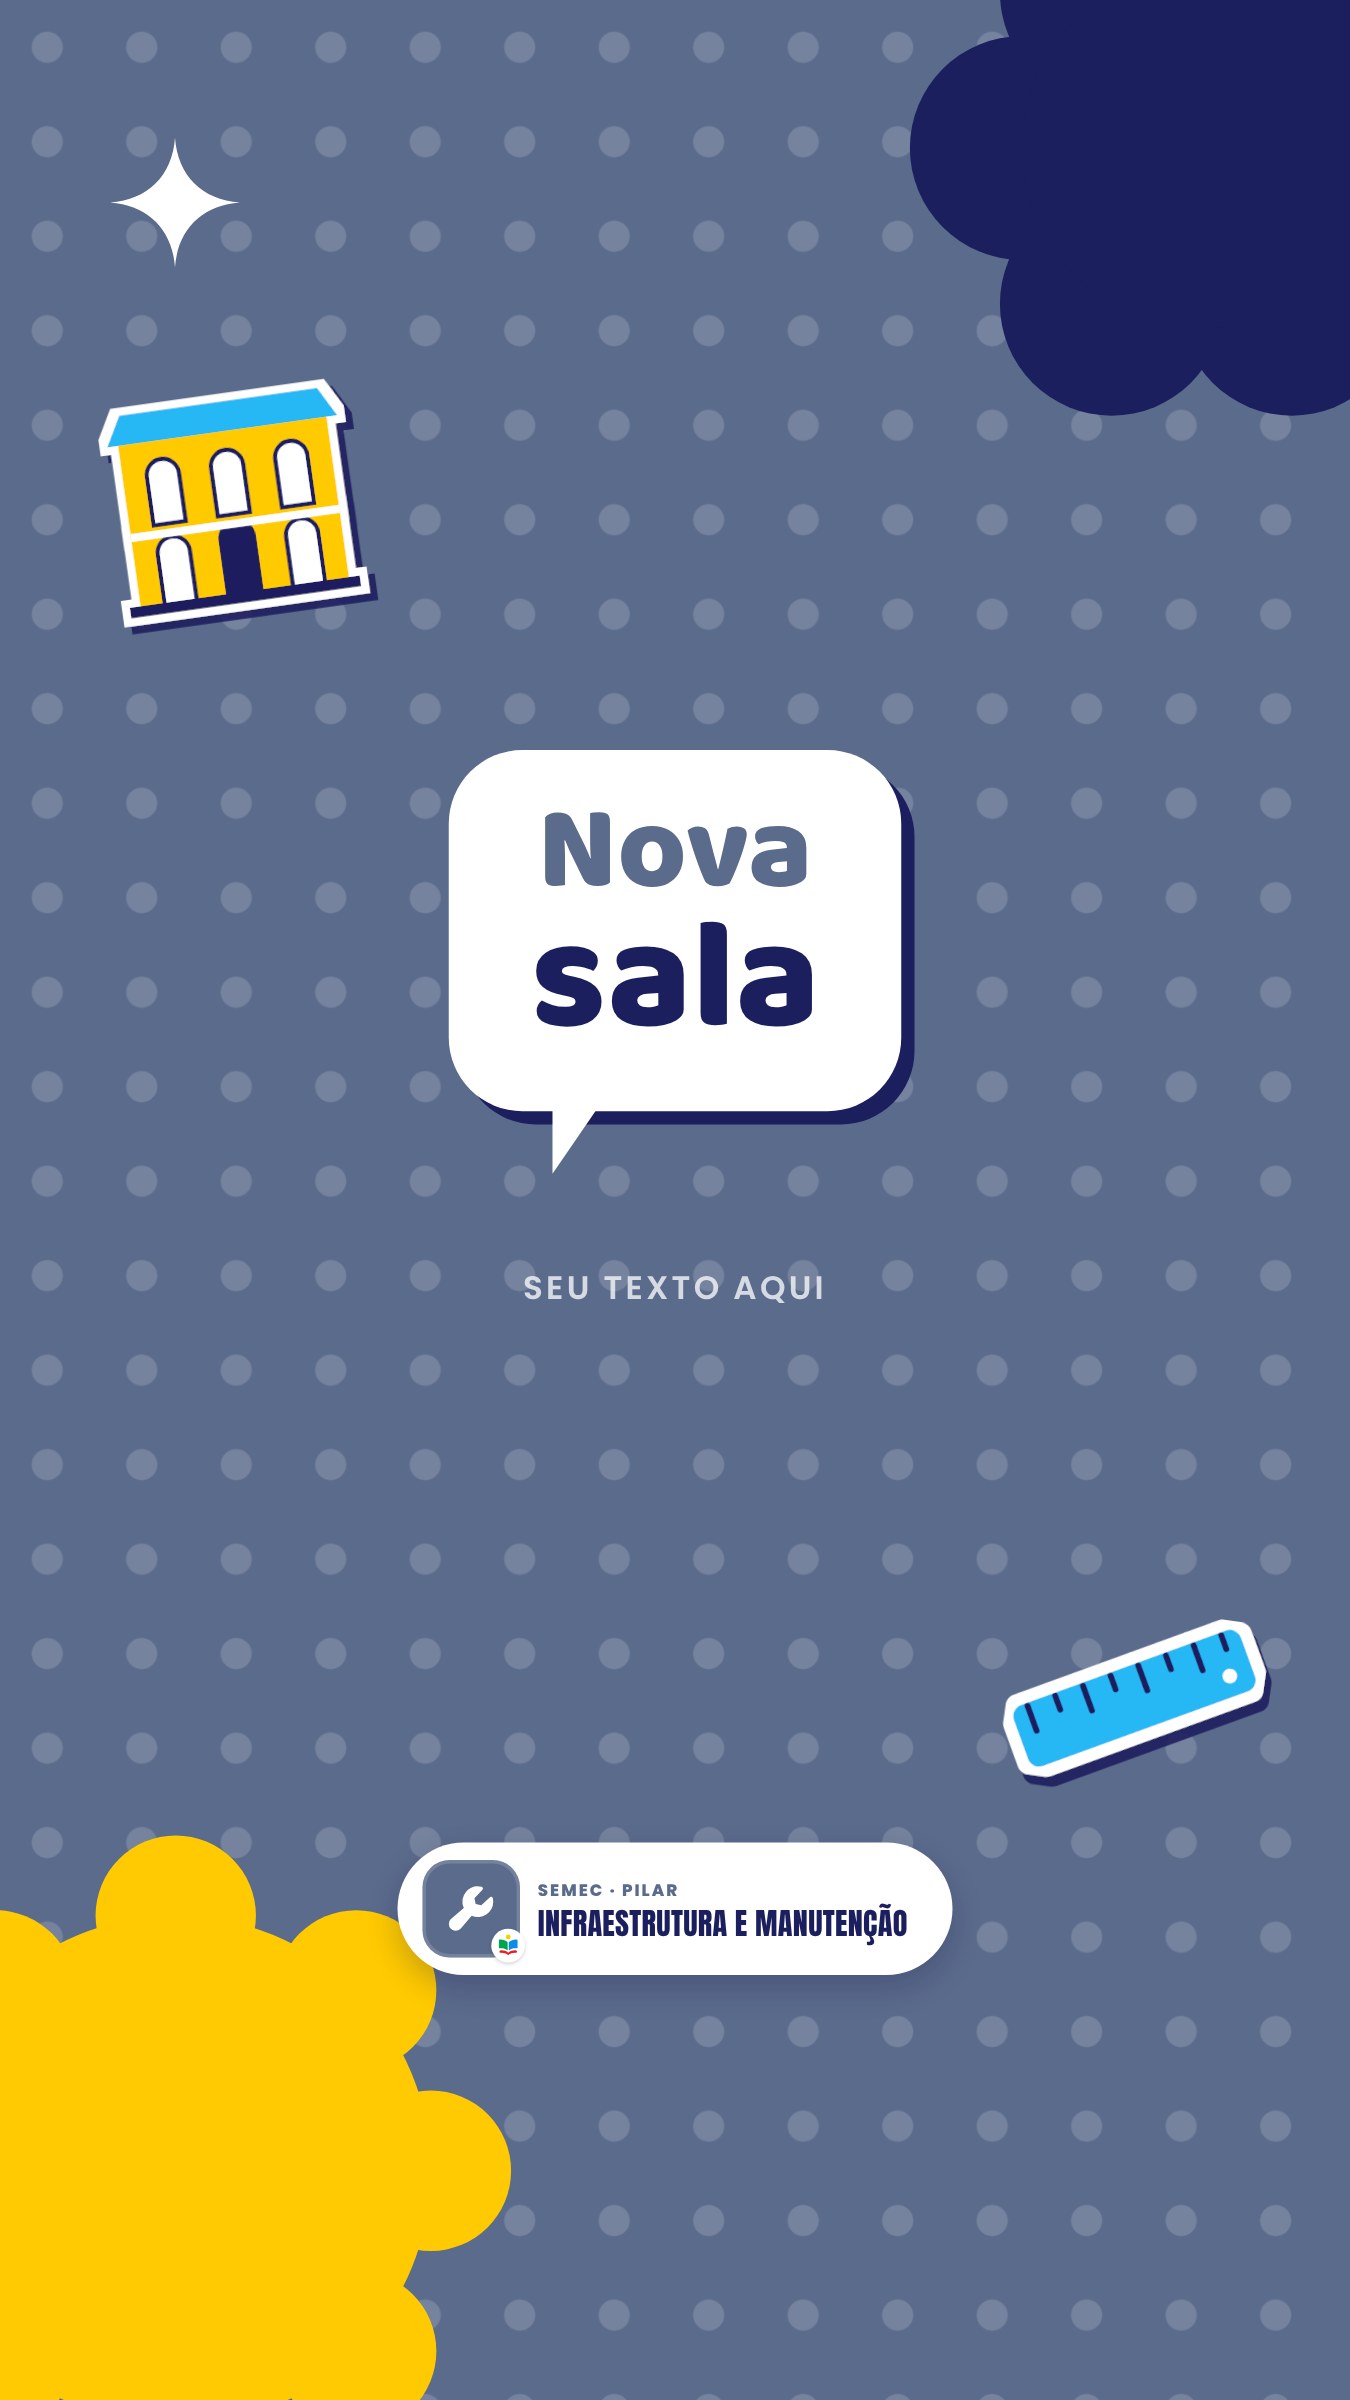 Nova
sala
SEU TEXTO AQUI
SEMEC · PILAR
INFRAESTRUTURA E MANUTENÇÃO